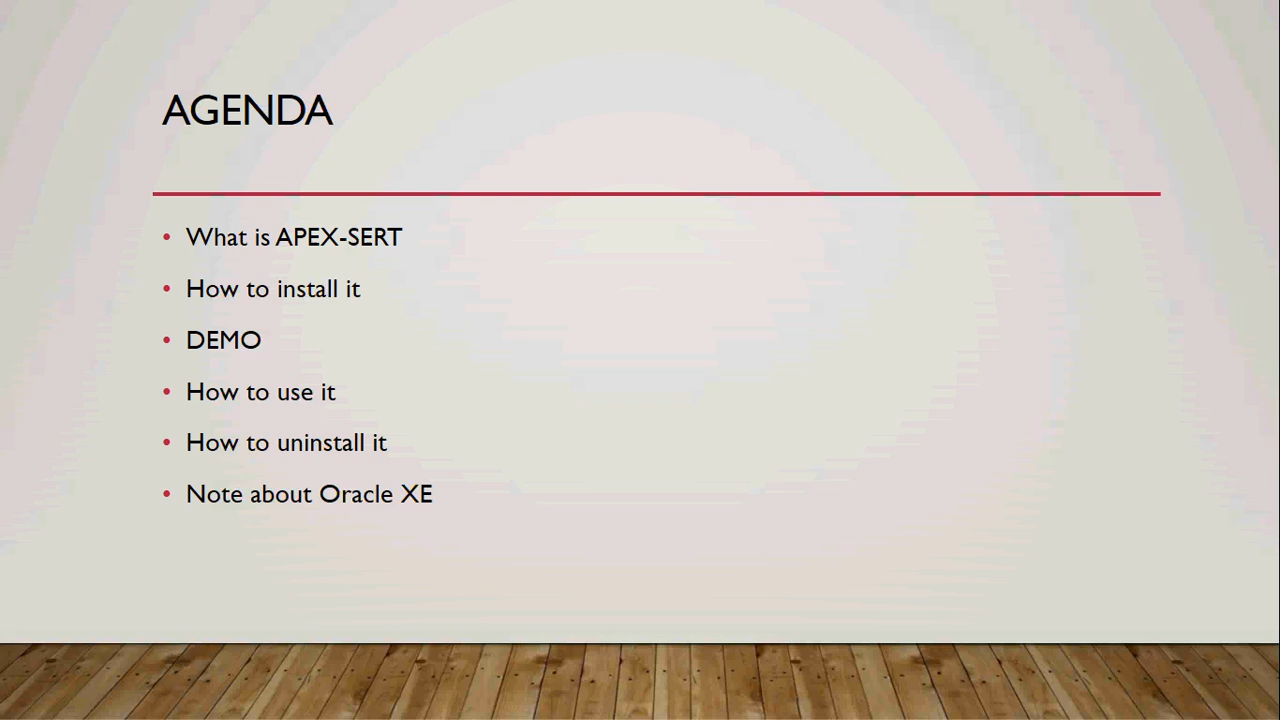 AGENDA
• What is APEX-SERT
• How to install it
• DEMO
• How to use it
• How to uninstall it
• Note about Oracle XE